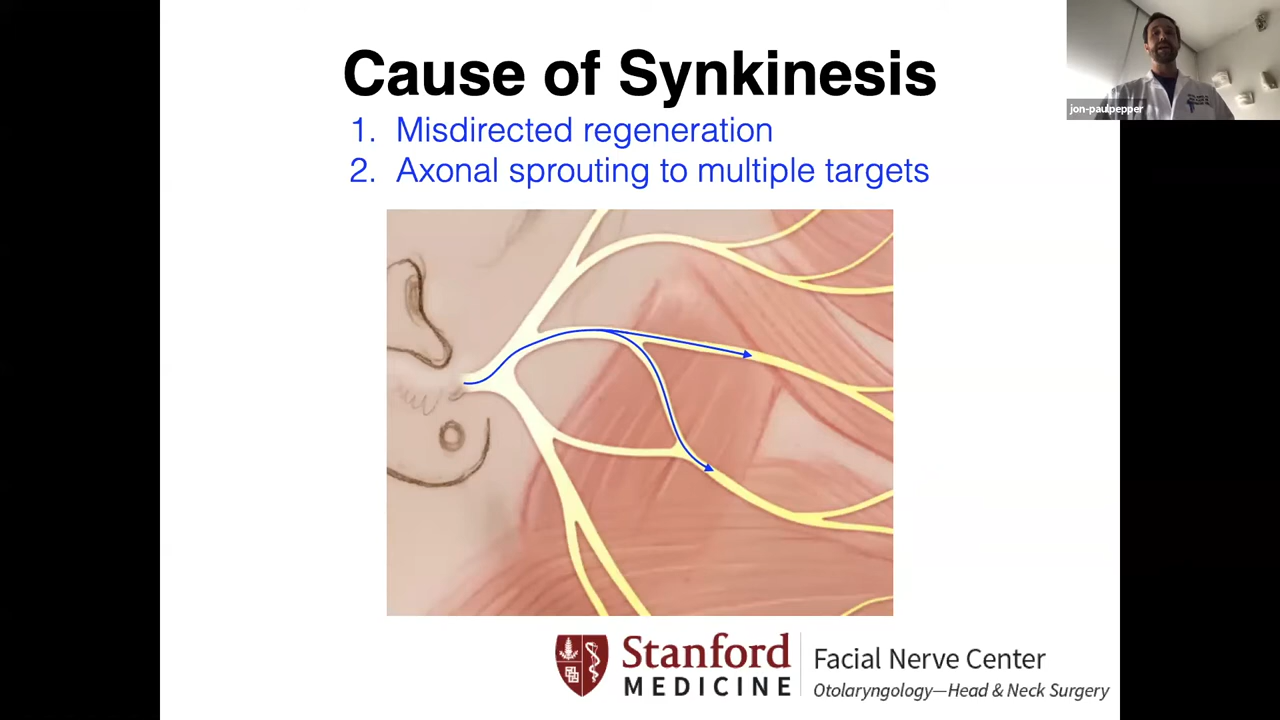 Cause of Synkinesis
1. Misdirected regeneration
2. Axonal sprouting to multiple targets
jon-paulpepper
Stanford
MEDICINE
Facial Nerve Center
Otolaryngology—Head & Neck Surgery